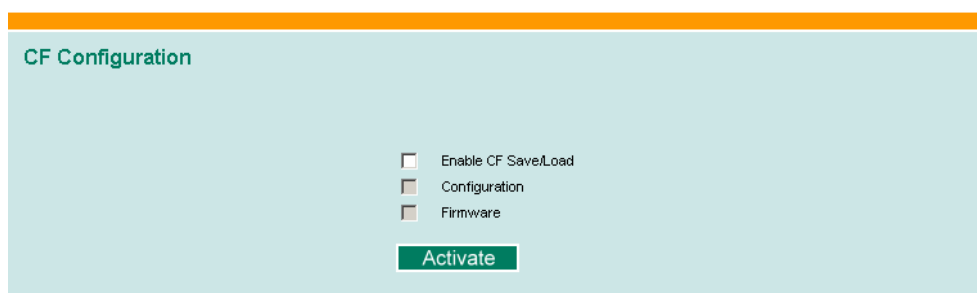 CF Configuration
Enable CF Save/Load
Configuration
Firmware
Activate